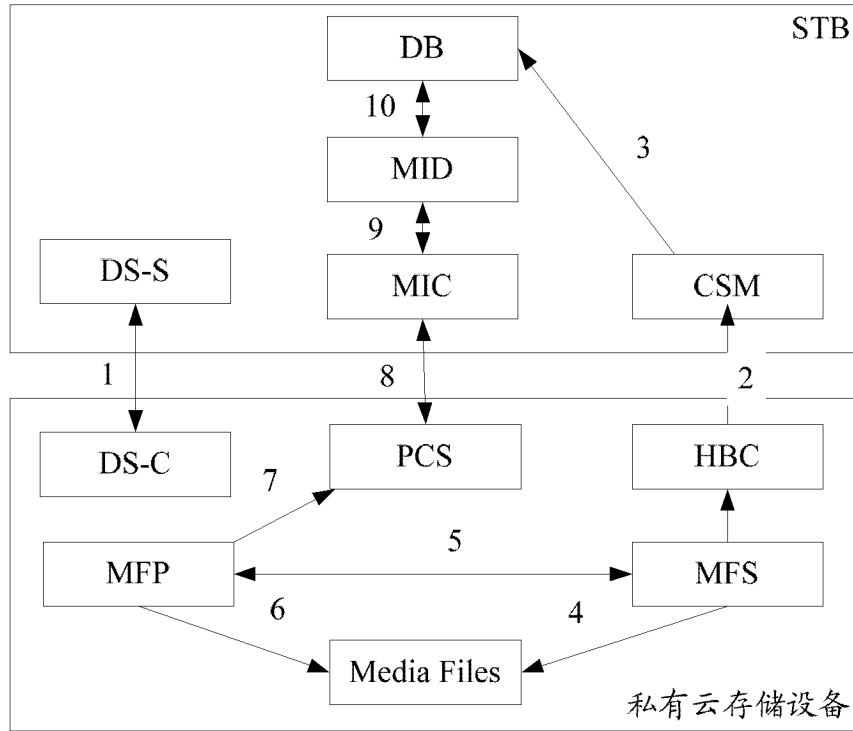 STB
DB
10
3
MID
9
DS-S
MIC
CSM
1
8
2
DS-C
PCS
HBC
7
5
MFP
MFS
6
4
Media Files
私有云存储设备